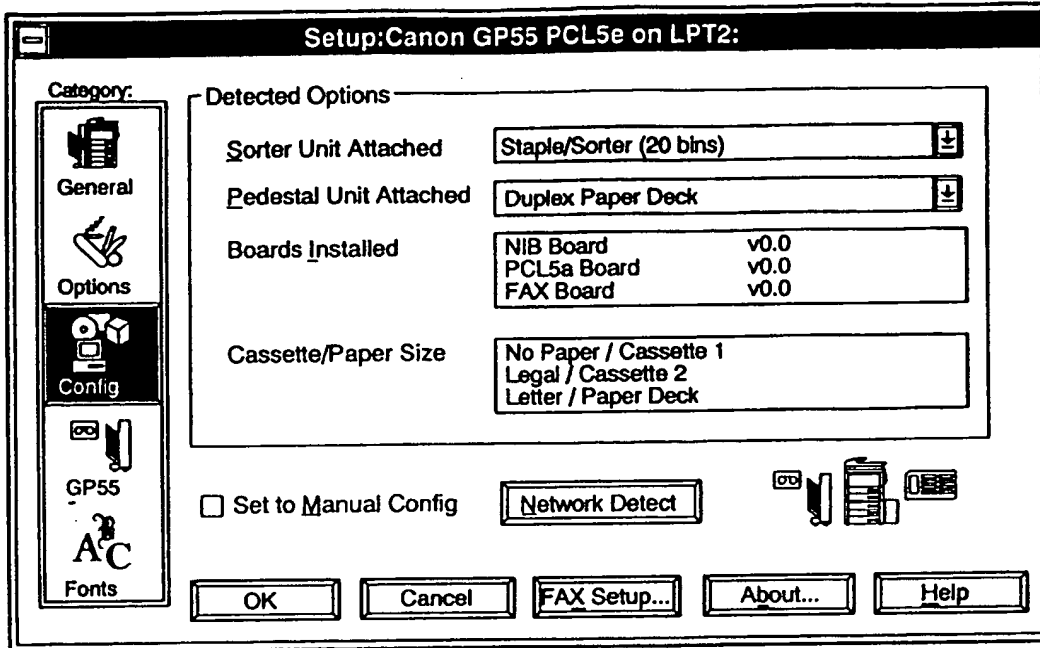 Setup:Canon GP55 PCL5e on LPT2:
Category:
General
Options
Config
GP55
ABC
Fonts
Detected Options
Sorter Unit Attached
Staple/Sorter (20 bins)
Pedestal Unit Attached
Duplex Paper Deck
Boards Installed
NIB Board v0.0
PCL5a Board v0.0
FAX Board v0.0
Cassette/Paper Size
No Paper / Cassette 1
Legal / Cassette 2
Letter / Paper Deck
Set to Manual Config
Network Detect
OK
Cancel
FAX Setup...
About...
Help